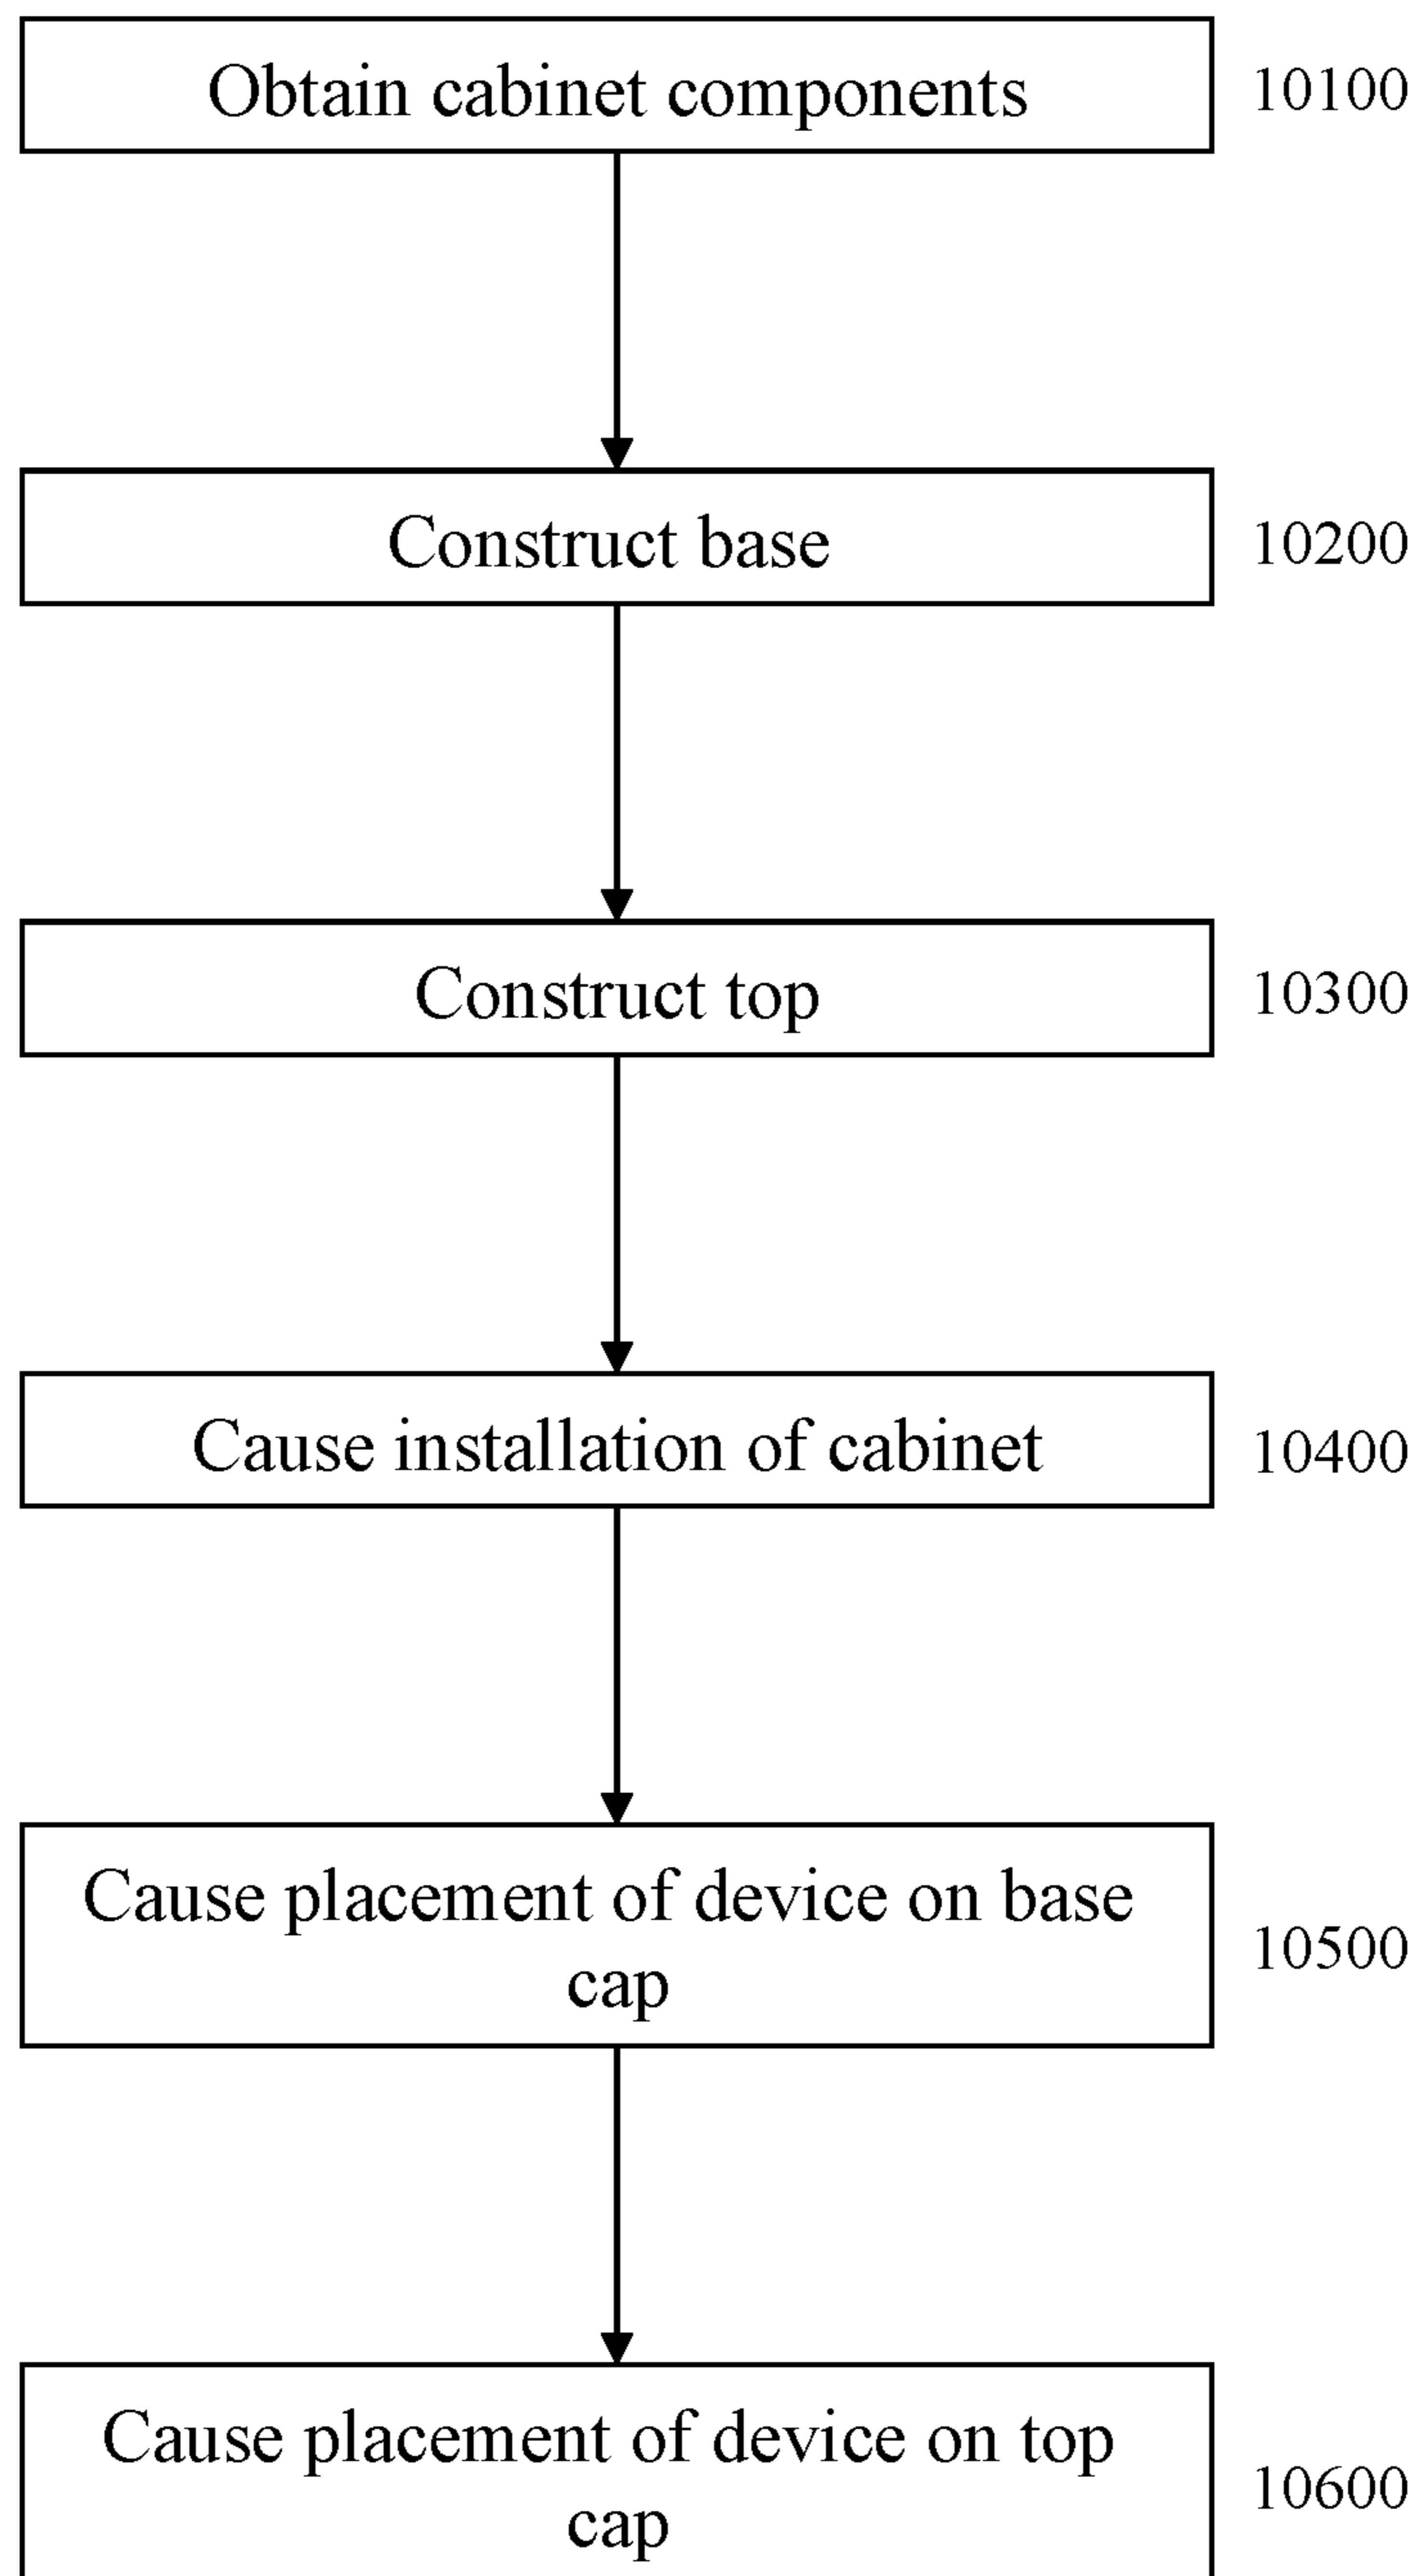 Obtain cabinet components
10100
Construct base
10200
Construct top
10300
Cause installation of cabinet
10400
Cause placement of device on base
cap
10500
Cause placement of device on top
cap
10600